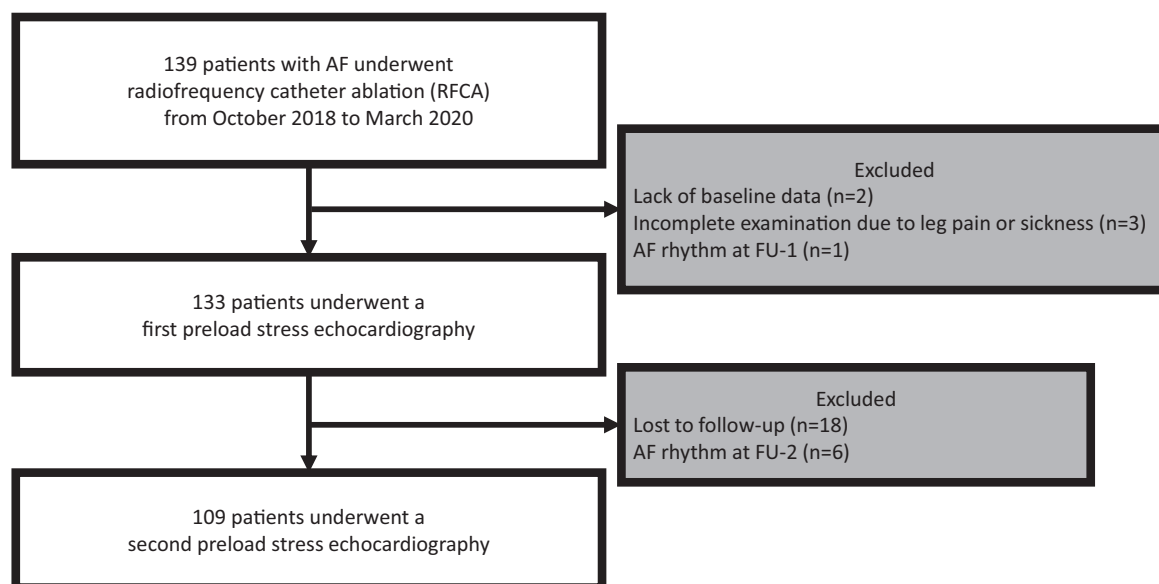 139 patients with AF underwent
radiofrequency catheter ablation (RFCA)
from October 2018 to March 2020
Excluded
Lack of baseline data (n=2)
Incomplete examination due to leg pain or sickness (n=3)
AF rhythm at FU-1 (n=1)
133 patients underwent a
first preload stress echocardiography
Excluded
Lost to follow-up (n=18)
AF rhythm at FU-2 (n=6)
109 patients underwent a
second preload stress echocardiography